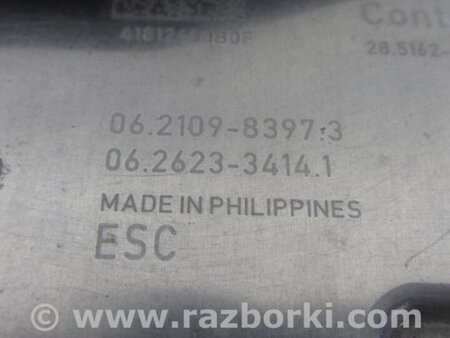 Cont
28.5162-
06.2109-8397.3
06.2623-3414.1
MADE IN PHILIPPINES
ESC
© www.razborki.com